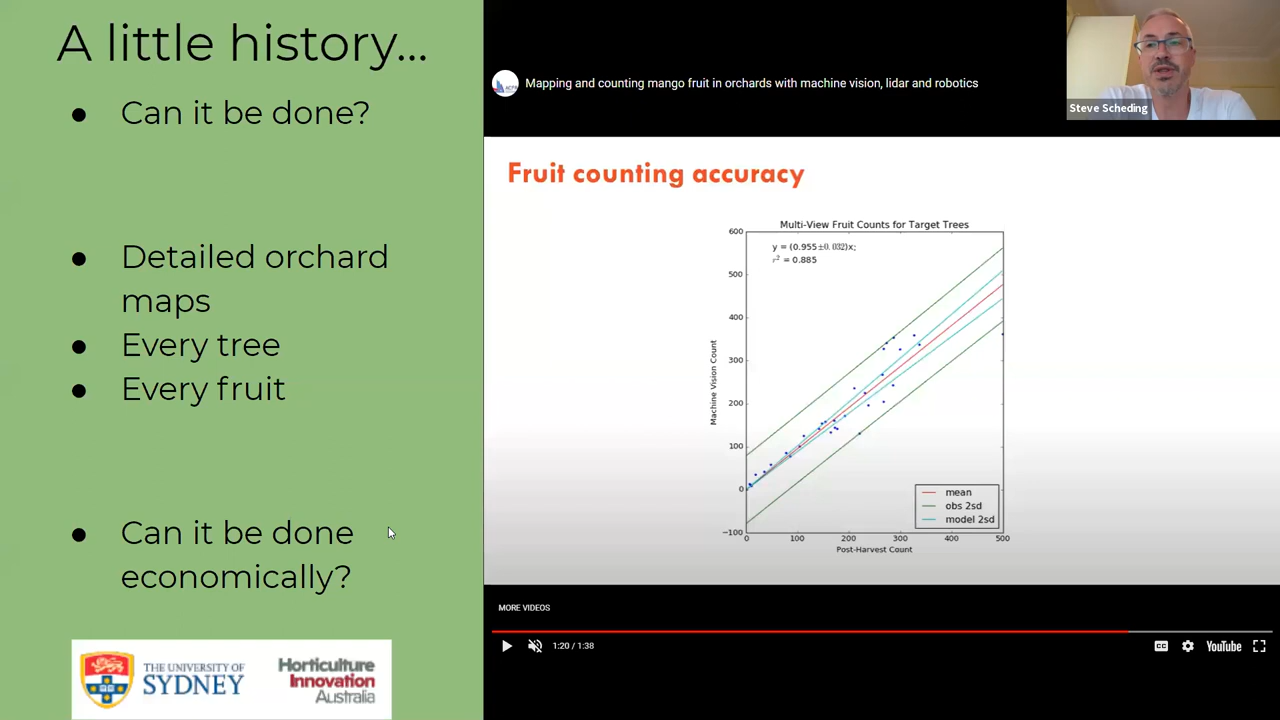 A little history...
● Can it be done?
● Detailed orchard
maps
● Every tree
● Every fruit
● Can it be done
economically?
THE UNIVERSITY OF
SYDNEY
Horticulture
Innovation
Australia
Mapping and counting mango fruit in orchards with machine vision, lidar and robotics
Steve Scheding
Fruit counting accuracy
Multi-View Fruit Counts for Target Trees
y = (0.955±0.032)x;
r² = 0.885
600
500
400
300
200
100
0
−100
Machine Vision Count
mean
obs 2sd
model 2sd
0 100 200 300 400 500
Post-Harvest Count
MORE VIDEOS
1:20 / 1:38
CC
YouTube